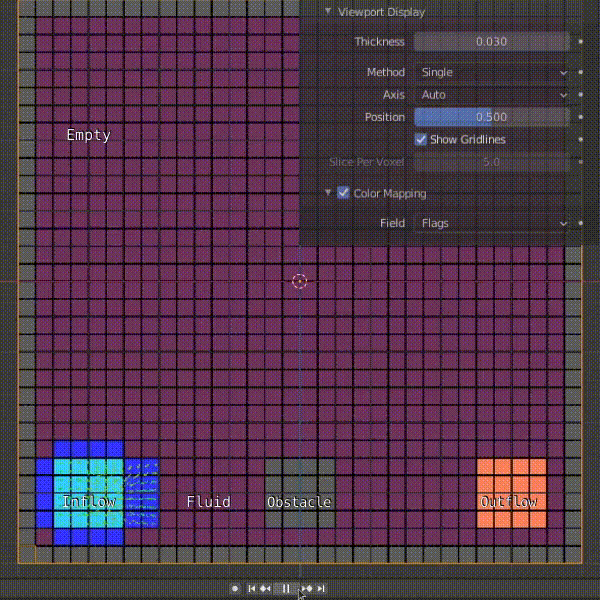 Viewport Display
Thickness 0.030
Method Single
Axis Auto
Position 0.500
Show Gridlines
Slice Per Voxel 5.0
Color Mapping
Field Flags
Empty
Inflow Fluid Obstacle Outflow